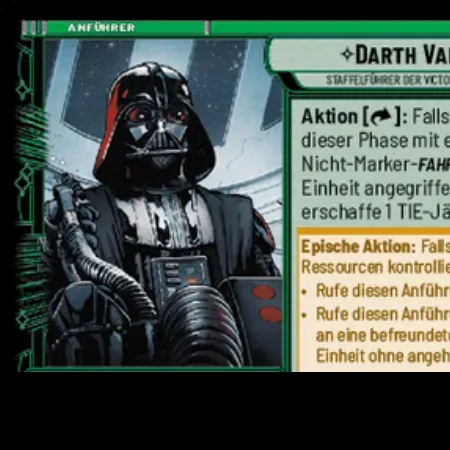 ANFÜHRER
DARTH VA
STAFFELFÜHRER DER VICTO
Aktion [ ]: Falls
dieser Phase mit e
Nicht-Marker-FAHR
Einheit angegriffe
erschaffe 1 TIE-Jä
Epische Aktion: Falls
Ressourcen kontrollie
• Rufe diesen Anführ
• Rufe diesen Anführ
an eine befreundete
Einheit ohne angeh